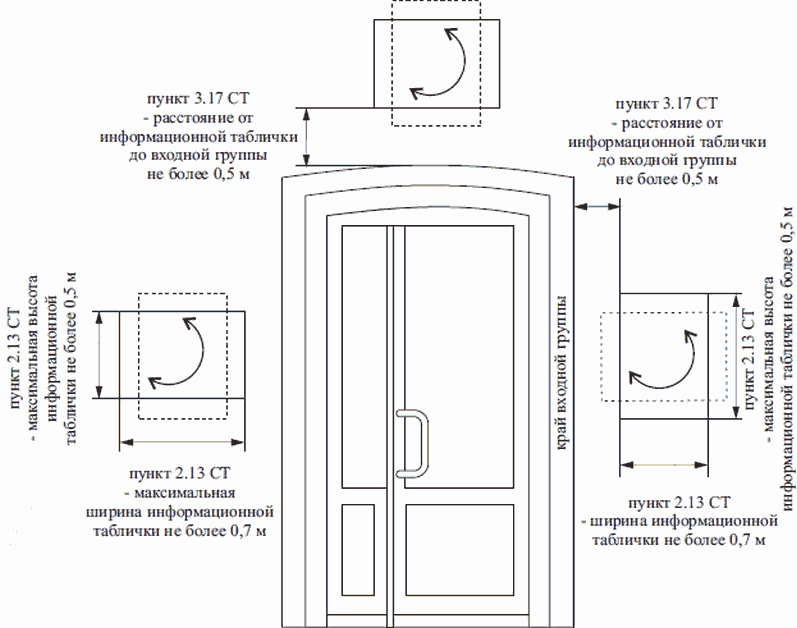 пункт 3.17 СТ
- расстояние от
информационной таблички
до входной группы
не более 0,5 м
пункт 3.17 СТ
- расстояние от
информационной таблички
до входной группы
не более 0,5 м
пункт 2.13 СТ
- максимальная высота
информационной
таблички не более 0,5 м
край входной группы
пункт 2.13 СТ
- максимальная высота
информационной таблички не более 0,5 м
пункт 2.13 СТ
- максимальная
ширина информационной
таблички не более 0,7 м
пункт 2.13 СТ
- ширина информационной
таблички не более 0,7 м